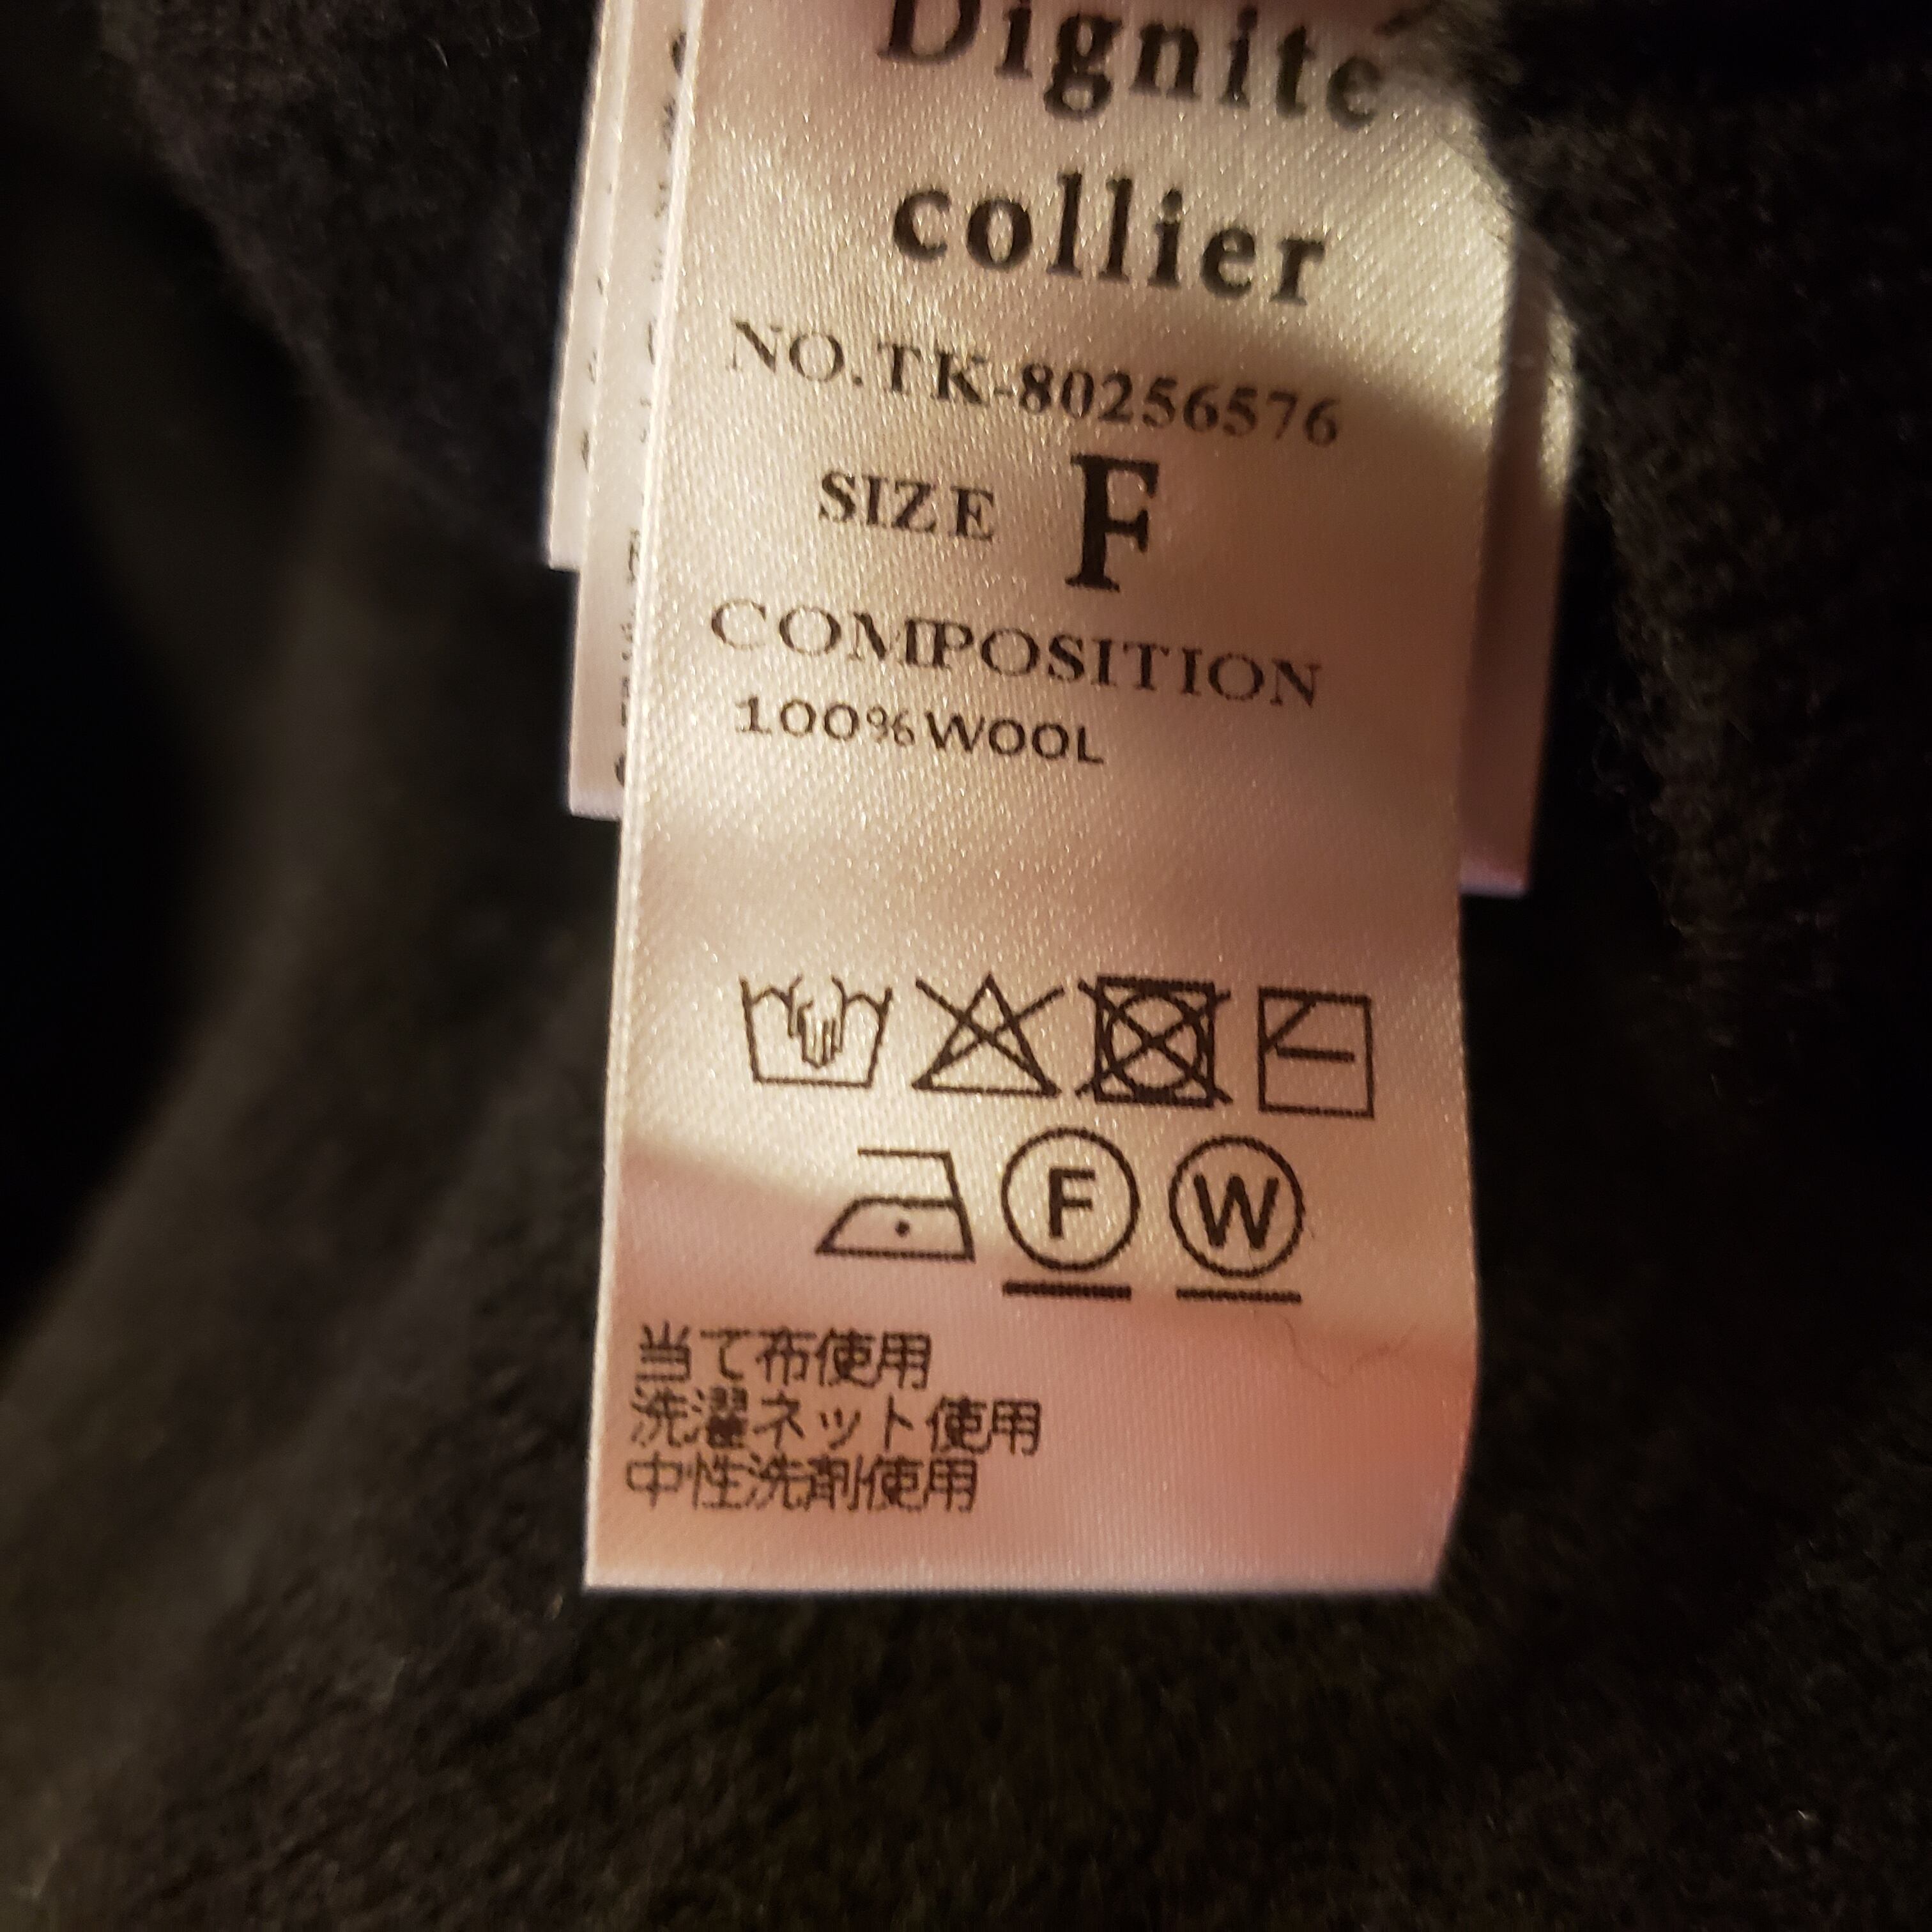 Dignité
collier
NO.TK-80256576
SIZE F
COMPOSITION
100%WOOL
F W
当て布使用
洗濯ネット使用
中性洗剤使用